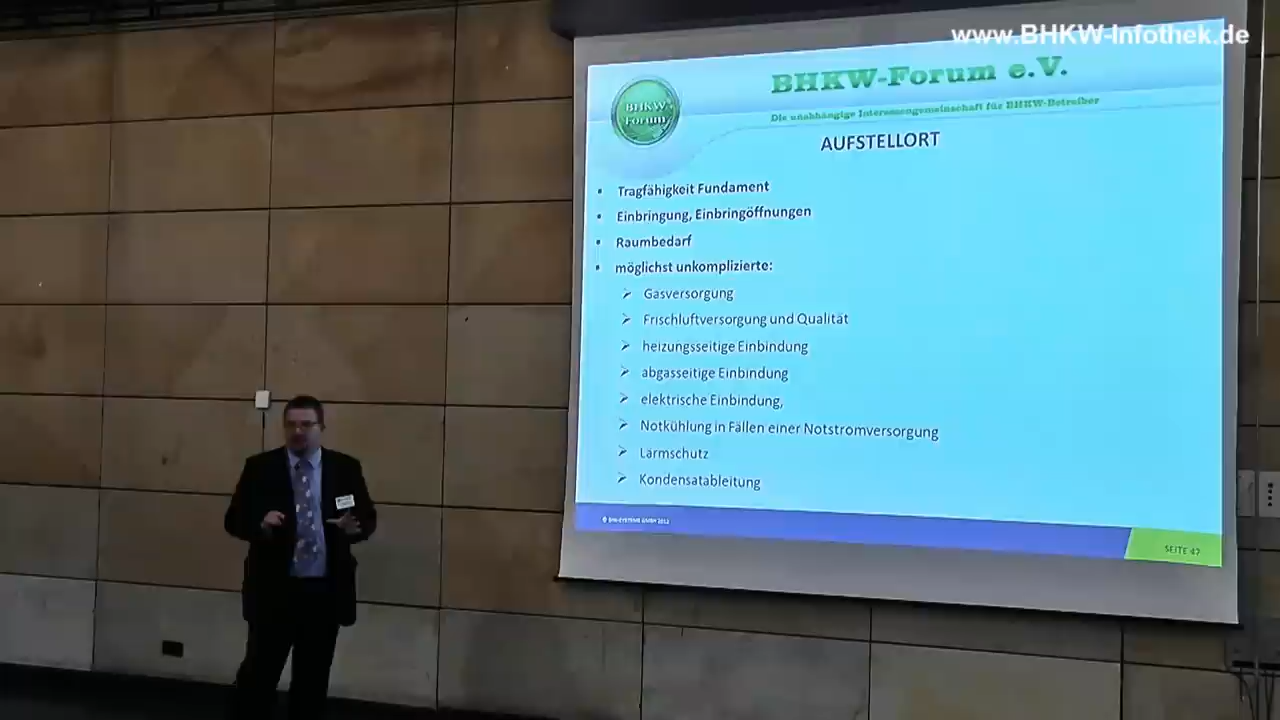 www.BHKW-Infothek.de
BHKW-Forum e.V.
BHKW-
Forum
Die unabhängige Interessengemeinschaft für BHKW-Betreiber
AUFSTELLORT
Tragfähigkeit Fundament
Einbringung, Einbringöffnungen
Raumbedarf
möglichst unkomplizierte:
Gasversorgung
Frischluftversorgung und Qualität
heizungsseitige Einbindung
abgasseitige Einbindung
elektrische Einbindung,
Notkühlung in Fällen einer Notstromversorgung
Lärmschutz
Kondensatableitung
SEITE 47